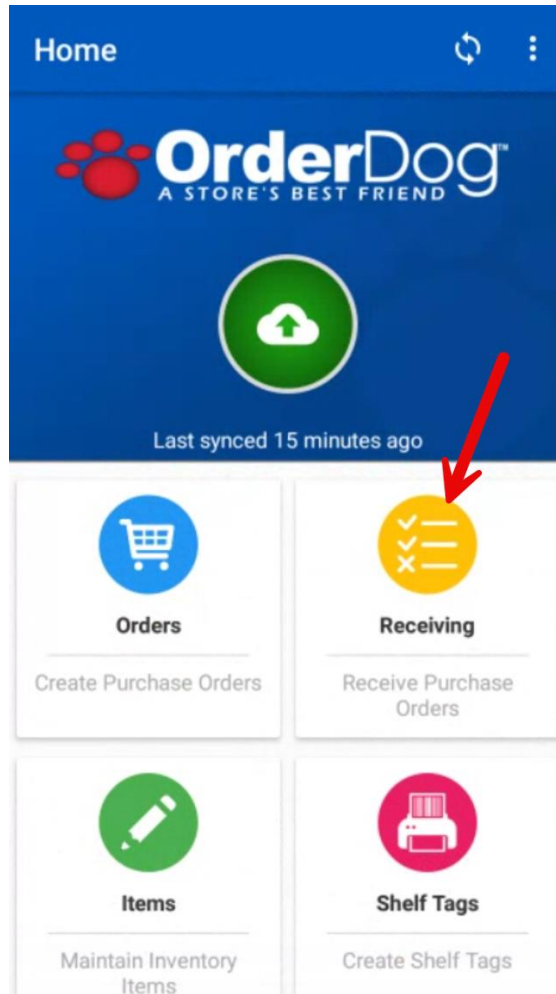 Home
OrderDog™
A STORE'S BEST FRIEND
Last synced 15 minutes ago
Orders
Create Purchase Orders
Receiving
Receive Purchase
Orders
Items
Maintain Inventory
Items
Shelf Tags
Create Shelf Tags